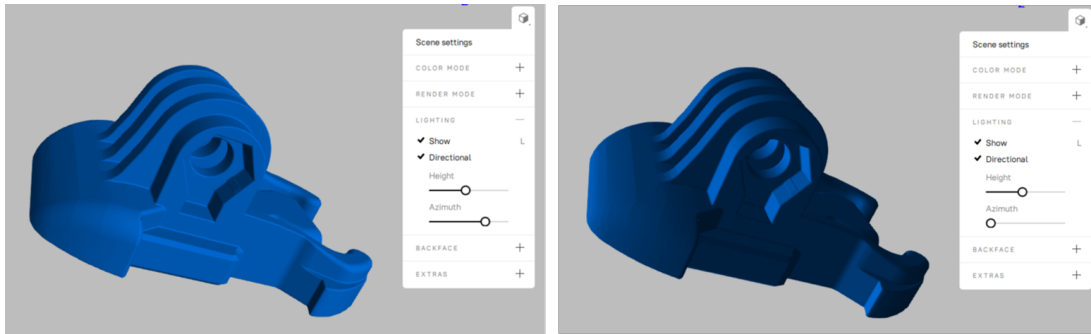 Scene settings
COLOR MODE
RENDER MODE
LIGHTING
Show L
Directional
Height
Azimuth
BACKFACE
EXTRAS
Scene settings
COLOR MODE
RENDER MODE
LIGHTING
Show L
Directional
Height
Azimuth
BACKFACE
EXTRAS